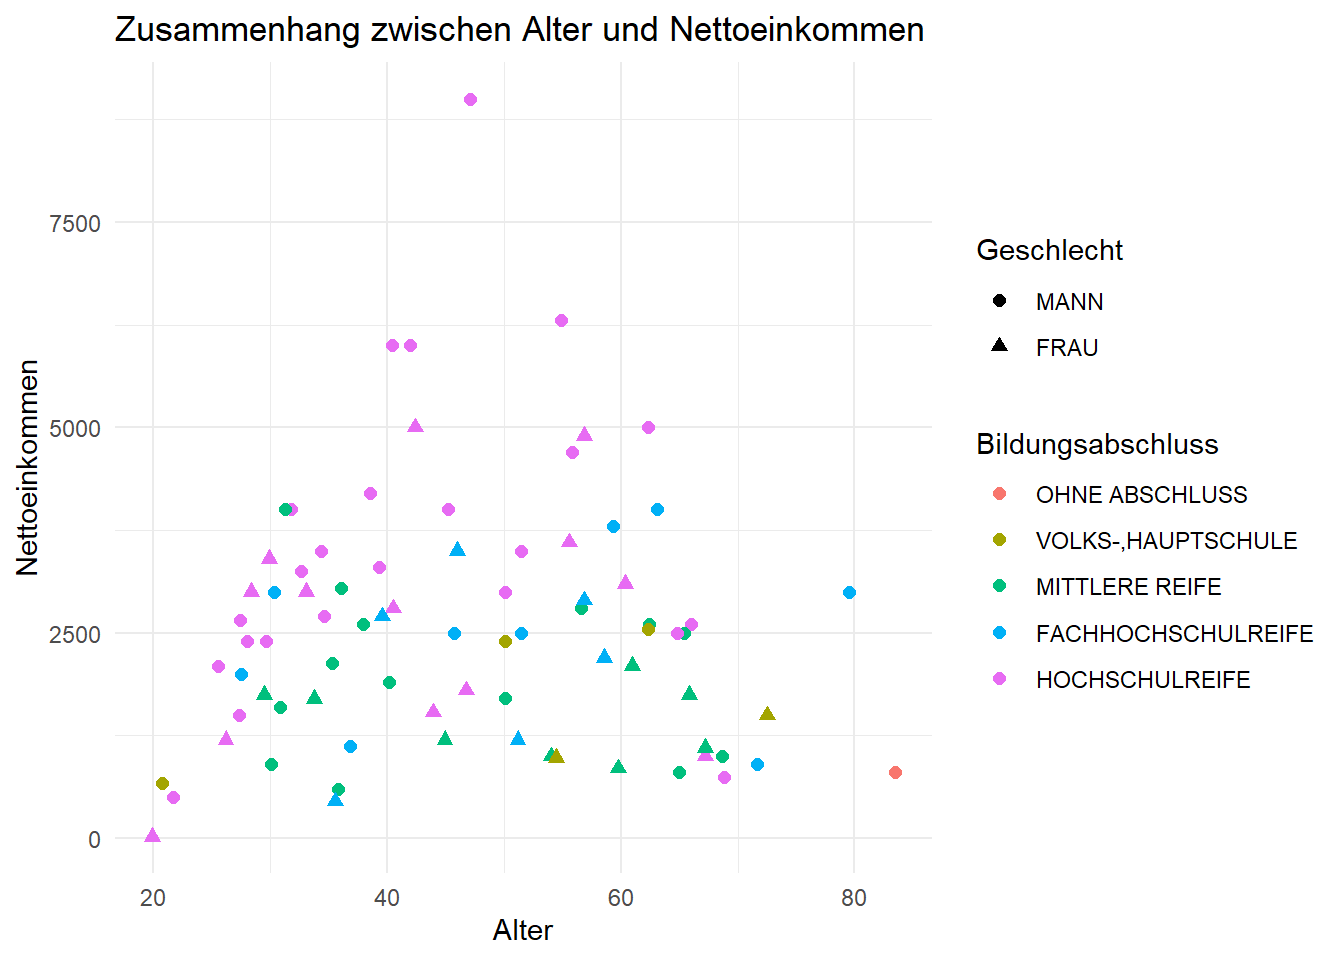 Zusammenhang zwischen Alter und Nettoeinkommen
Nettoeinkommen
7500
5000
2500
0
20 40 60 80
Alter
Geschlecht
MANN
FRAU
Bildungsabschluss
OHNE ABSCHLUSS
VOLKS-,HAUPTSCHULE
MITTLERE REIFE
FACHHOCHSCHULREIFE
HOCHSCHULREIFE